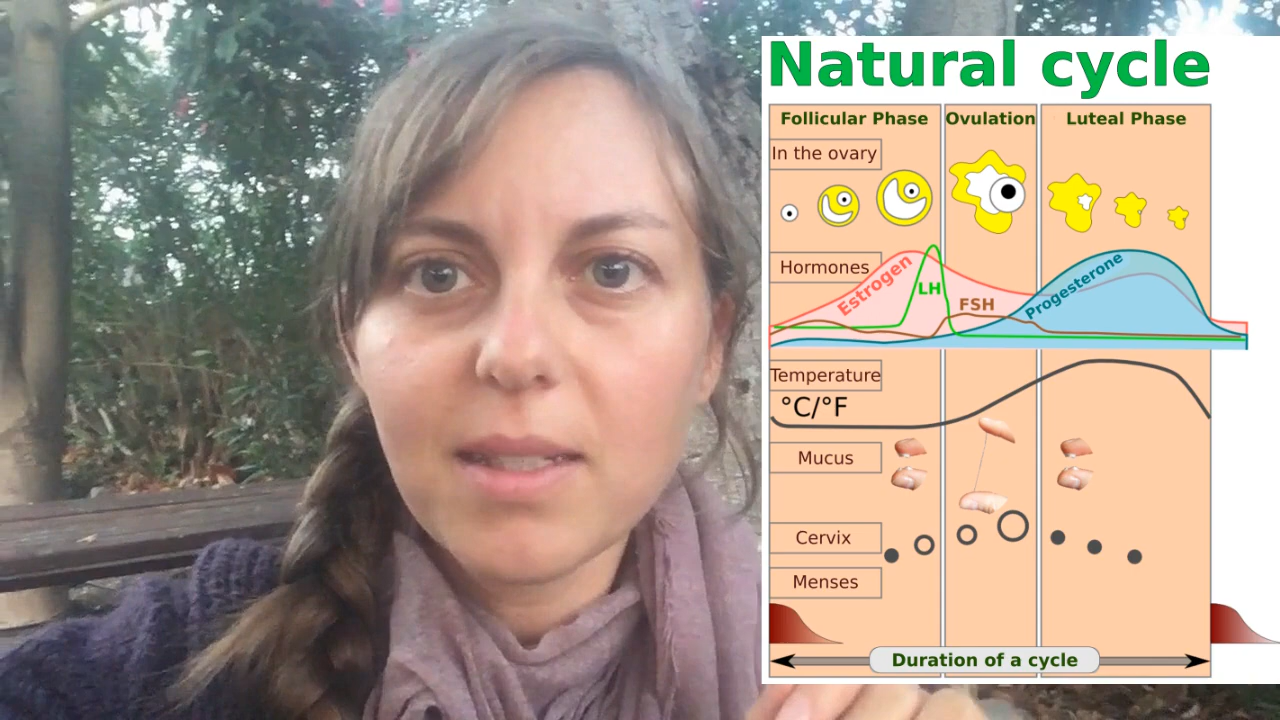 Natural cycle
Follicular Phase
Ovulation
Luteal Phase
In the ovary
Hormones
Estrogen
LH
FSH
Progesterone
Temperature
°C/°F
Mucus
Cervix
Menses
Duration of a cycle